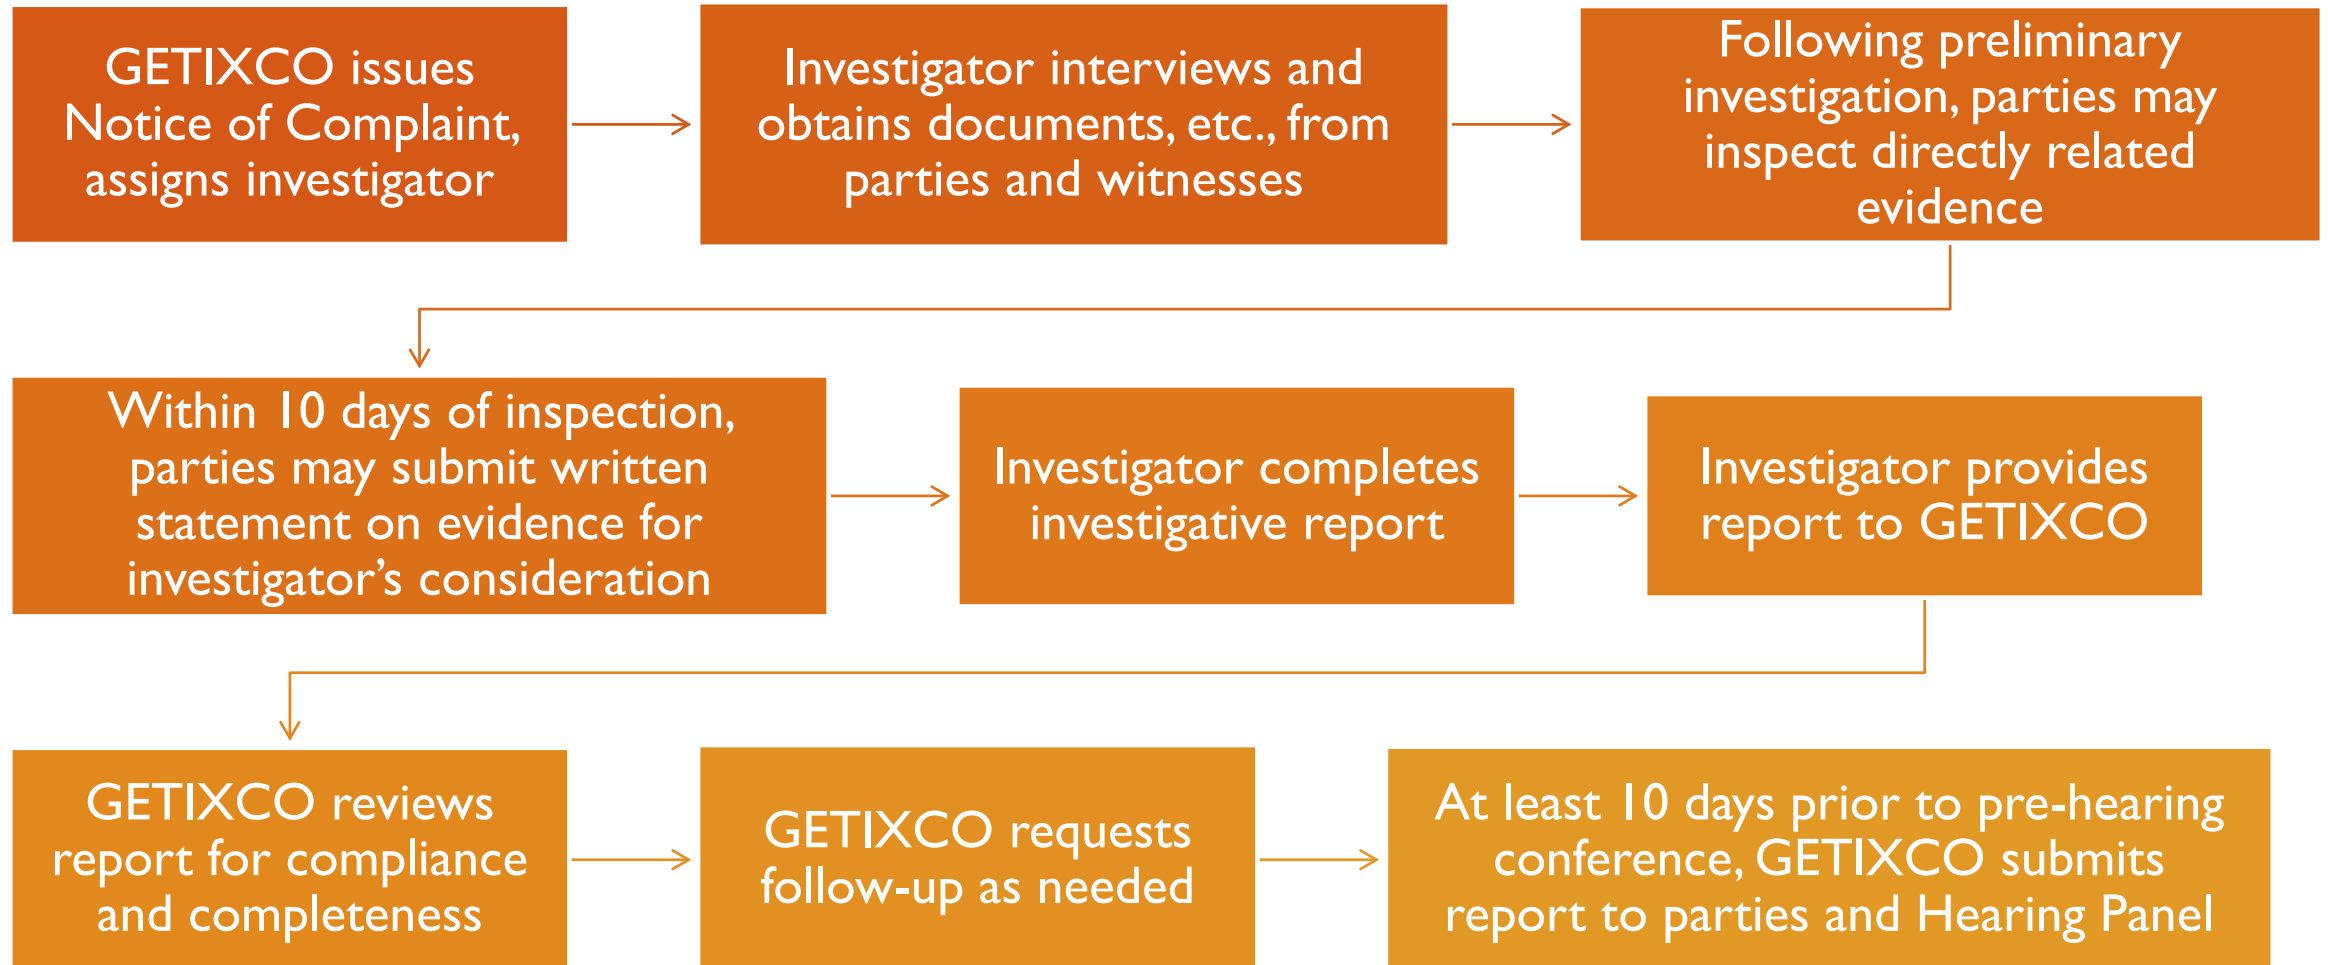 GETIXCO issues
Notice of Complaint,
assigns investigator
Investigator interviews and
obtains documents, etc., from
parties and witnesses
Following preliminary
investigation, parties may
inspect directly related
evidence
Within 10 days of inspection,
parties may submit written
statement on evidence for
investigator’s consideration
Investigator completes
investigative report
Investigator provides
report to GETIXCO
GETIXCO reviews
report for compliance
and completeness
GETIXCO requests
follow-up as needed
At least 10 days prior to pre-hearing
conference, GETIXCO submits
report to parties and Hearing Panel